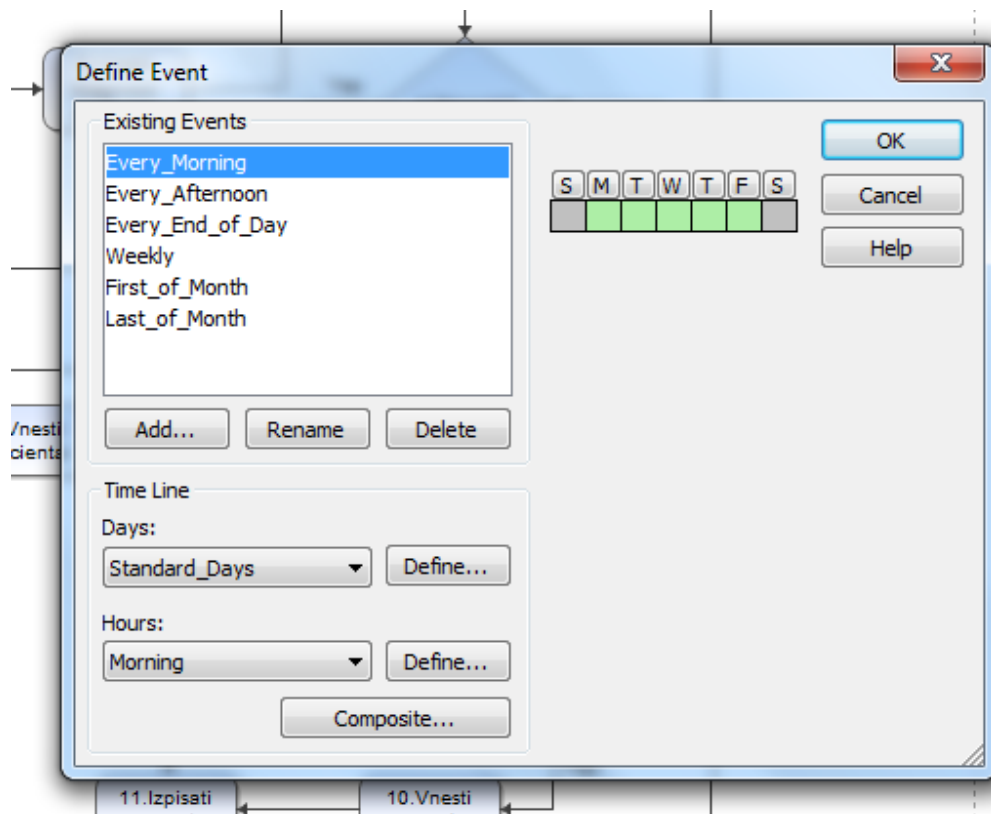 Define Event
Existing Events
Every_Morning
Every_Afternoon
Every_End_of_Day
Weekly
First_of_Month
Last_of_Month
Add...
Rename
Delete
S M T W T F S
OK
Cancel
Help
Time Line
Days:
Standard_Days
Define...
Hours:
Morning
Define...
Composite...
11.Izpisati
10.Vnesti